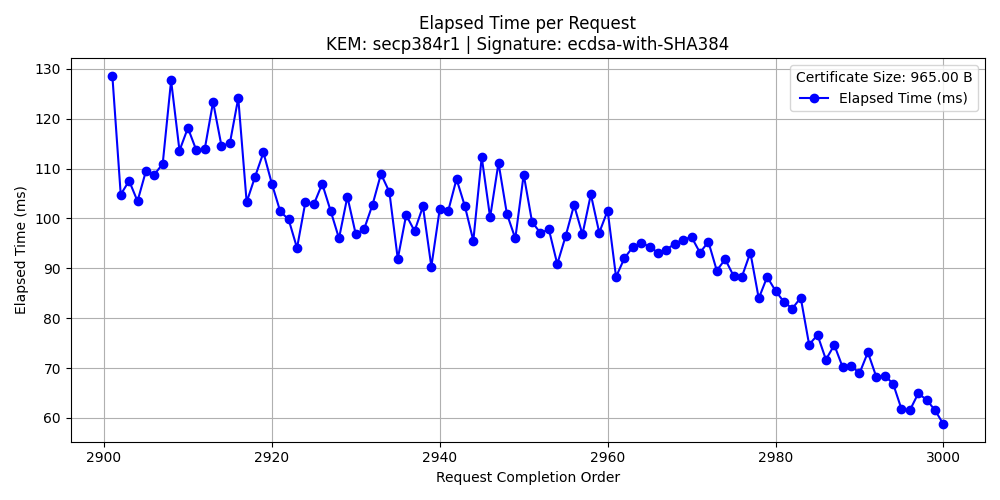 Elapsed Time per Request
KEM: secp384r1 | Signature: ecdsa-with-SHA384
Certificate Size: 965.00 B
Elapsed Time (ms)
Elapsed Time (ms)
130
120
110
100
90
80
70
60
2900
2920
2940
2960
2980
3000
Request Completion Order